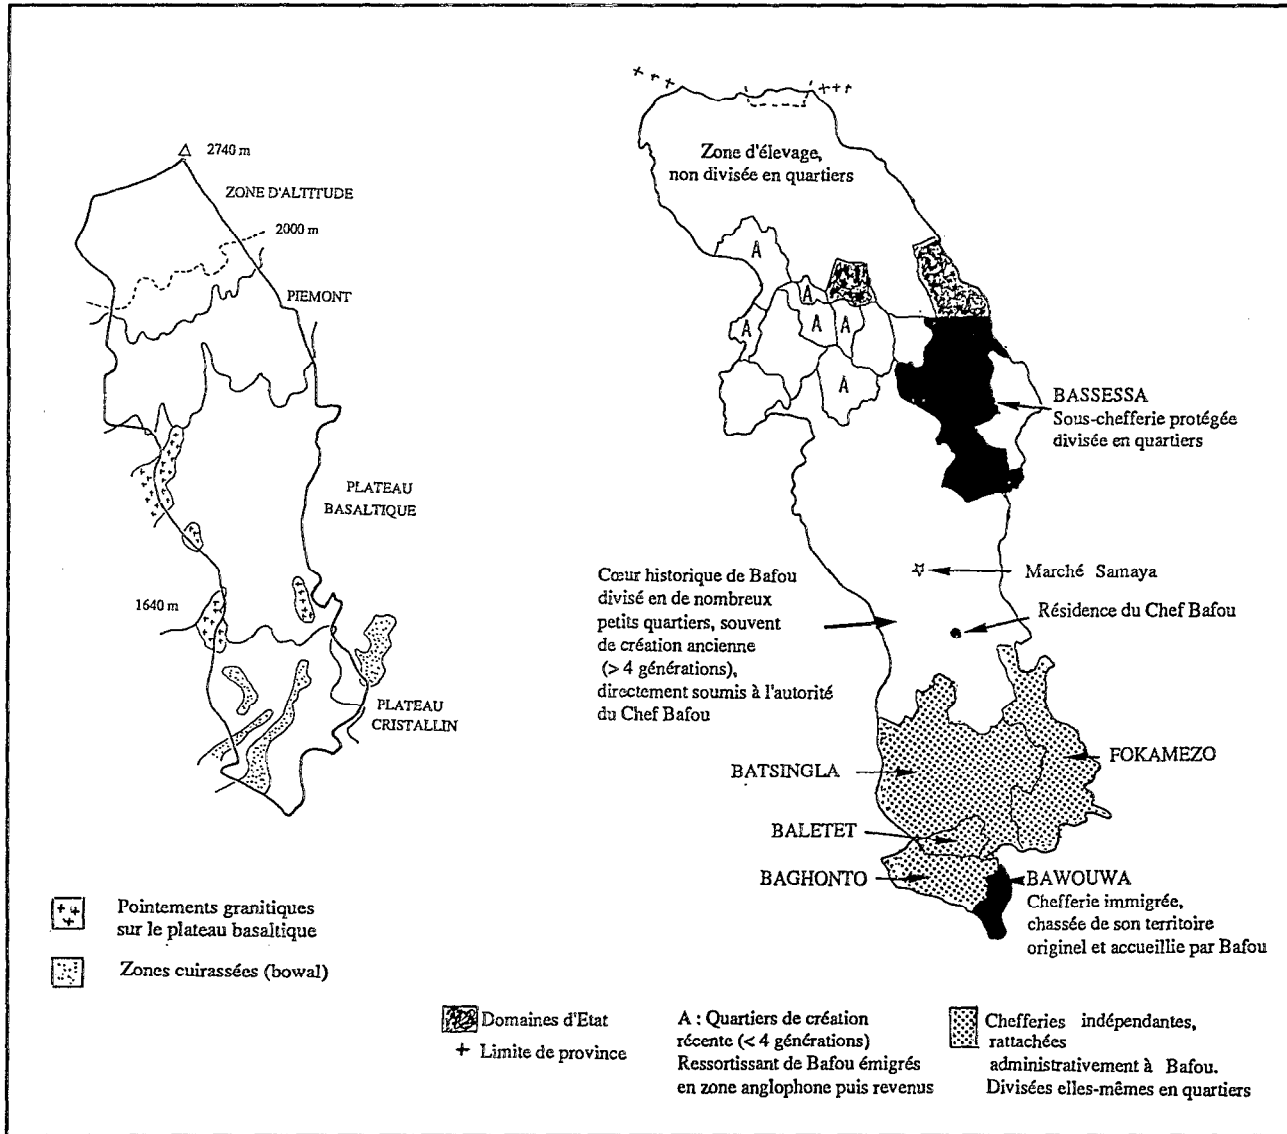 2740 m
ZONE D'ALTITUDE
2000 m
PIEMONT
PLATEAU
BASALTIQUE
1640 m
PLATEAU
CRISTALLIN
Pointements granitiques
sur le plateau basaltique
Zones cuirassées (bowal)
Zone d'élevage,
non divisée en quartiers
A
A
A
A
A
A
BASSESSA
Sous-chefferie protégée
divisée en quartiers
Marché Samaya
Résidence du Chef Bafou
Cœur historique de Bafou
divisé en de nombreux
petits quartiers, souvent
de création ancienne
(> 4 générations),
directement soumis à l'autorité
du Chef Bafou
FOKAMEZO
BATSINGLA
BALETET
BAGHONTO
BAWOUWA
Chefferie immigrée,
chassée de son territoire
originel et accueillie par Bafou
Domaines d'Etat
+ Limite de province
A : Quartiers de création
récente (< 4 générations)
Ressortissant de Bafou émigrés
en zone anglophone puis revenus
Chefferies indépendantes,
rattachées
administrativement à Bafou.
Divisées elles-mêmes en quartiers